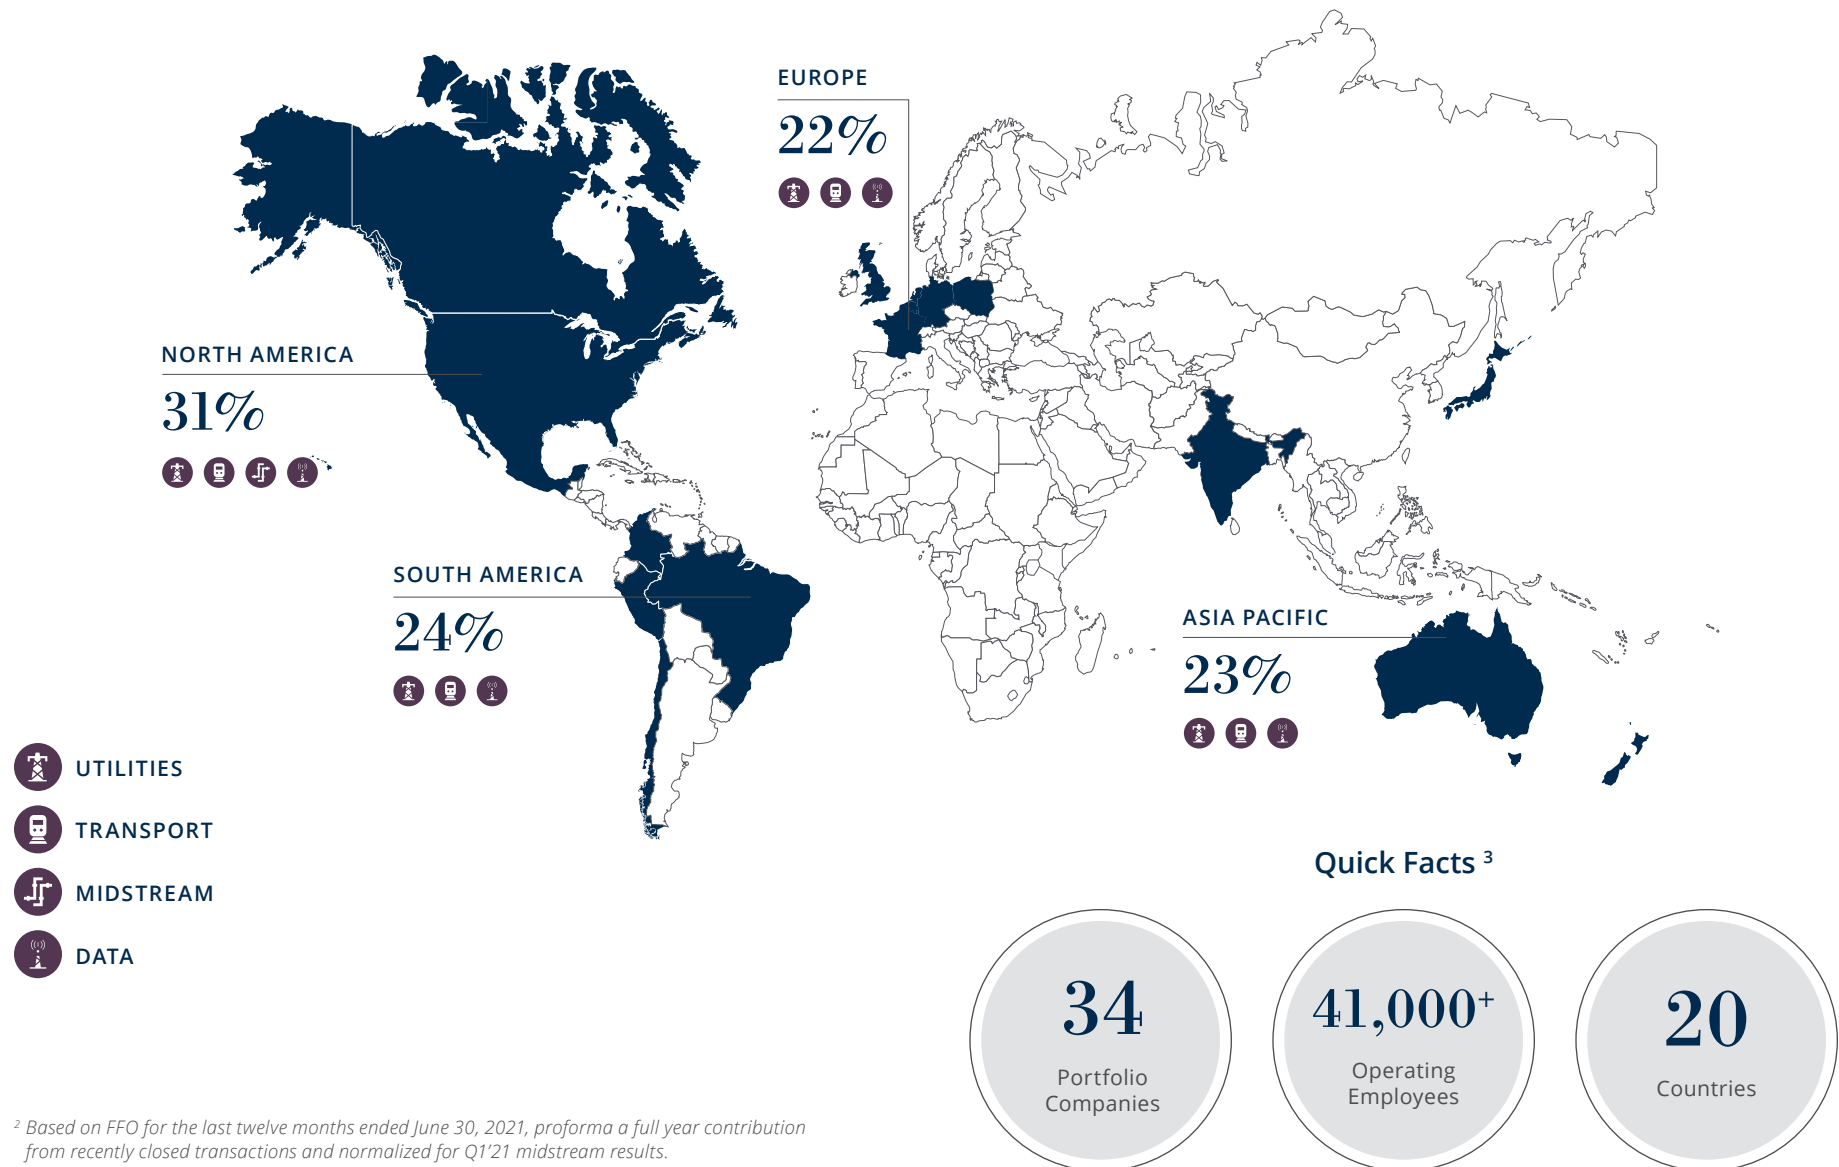 EUROPE
22%
NORTH AMERICA
31%
SOUTH AMERICA
24%
ASIA PACIFIC
23%
UTILITIES
TRANSPORT
MIDSTREAM
DATA
Quick Facts ³
34
Portfolio
Companies
41,000⁺
Operating
Employees
20
Countries
² Based on FFO for the last twelve months ended June 30, 2021, proforma a full year contribution
from recently closed transactions and normalized for Q1’21 midstream results.